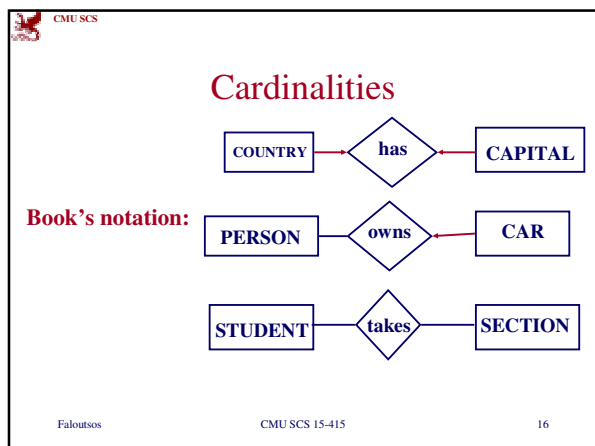 CMU SCS
Cardinalities
COUNTRY has CAPITAL
Book's notation:
PERSON owns CAR
STUDENT takes SECTION
Faloutsos CMU SCS 15-415 16